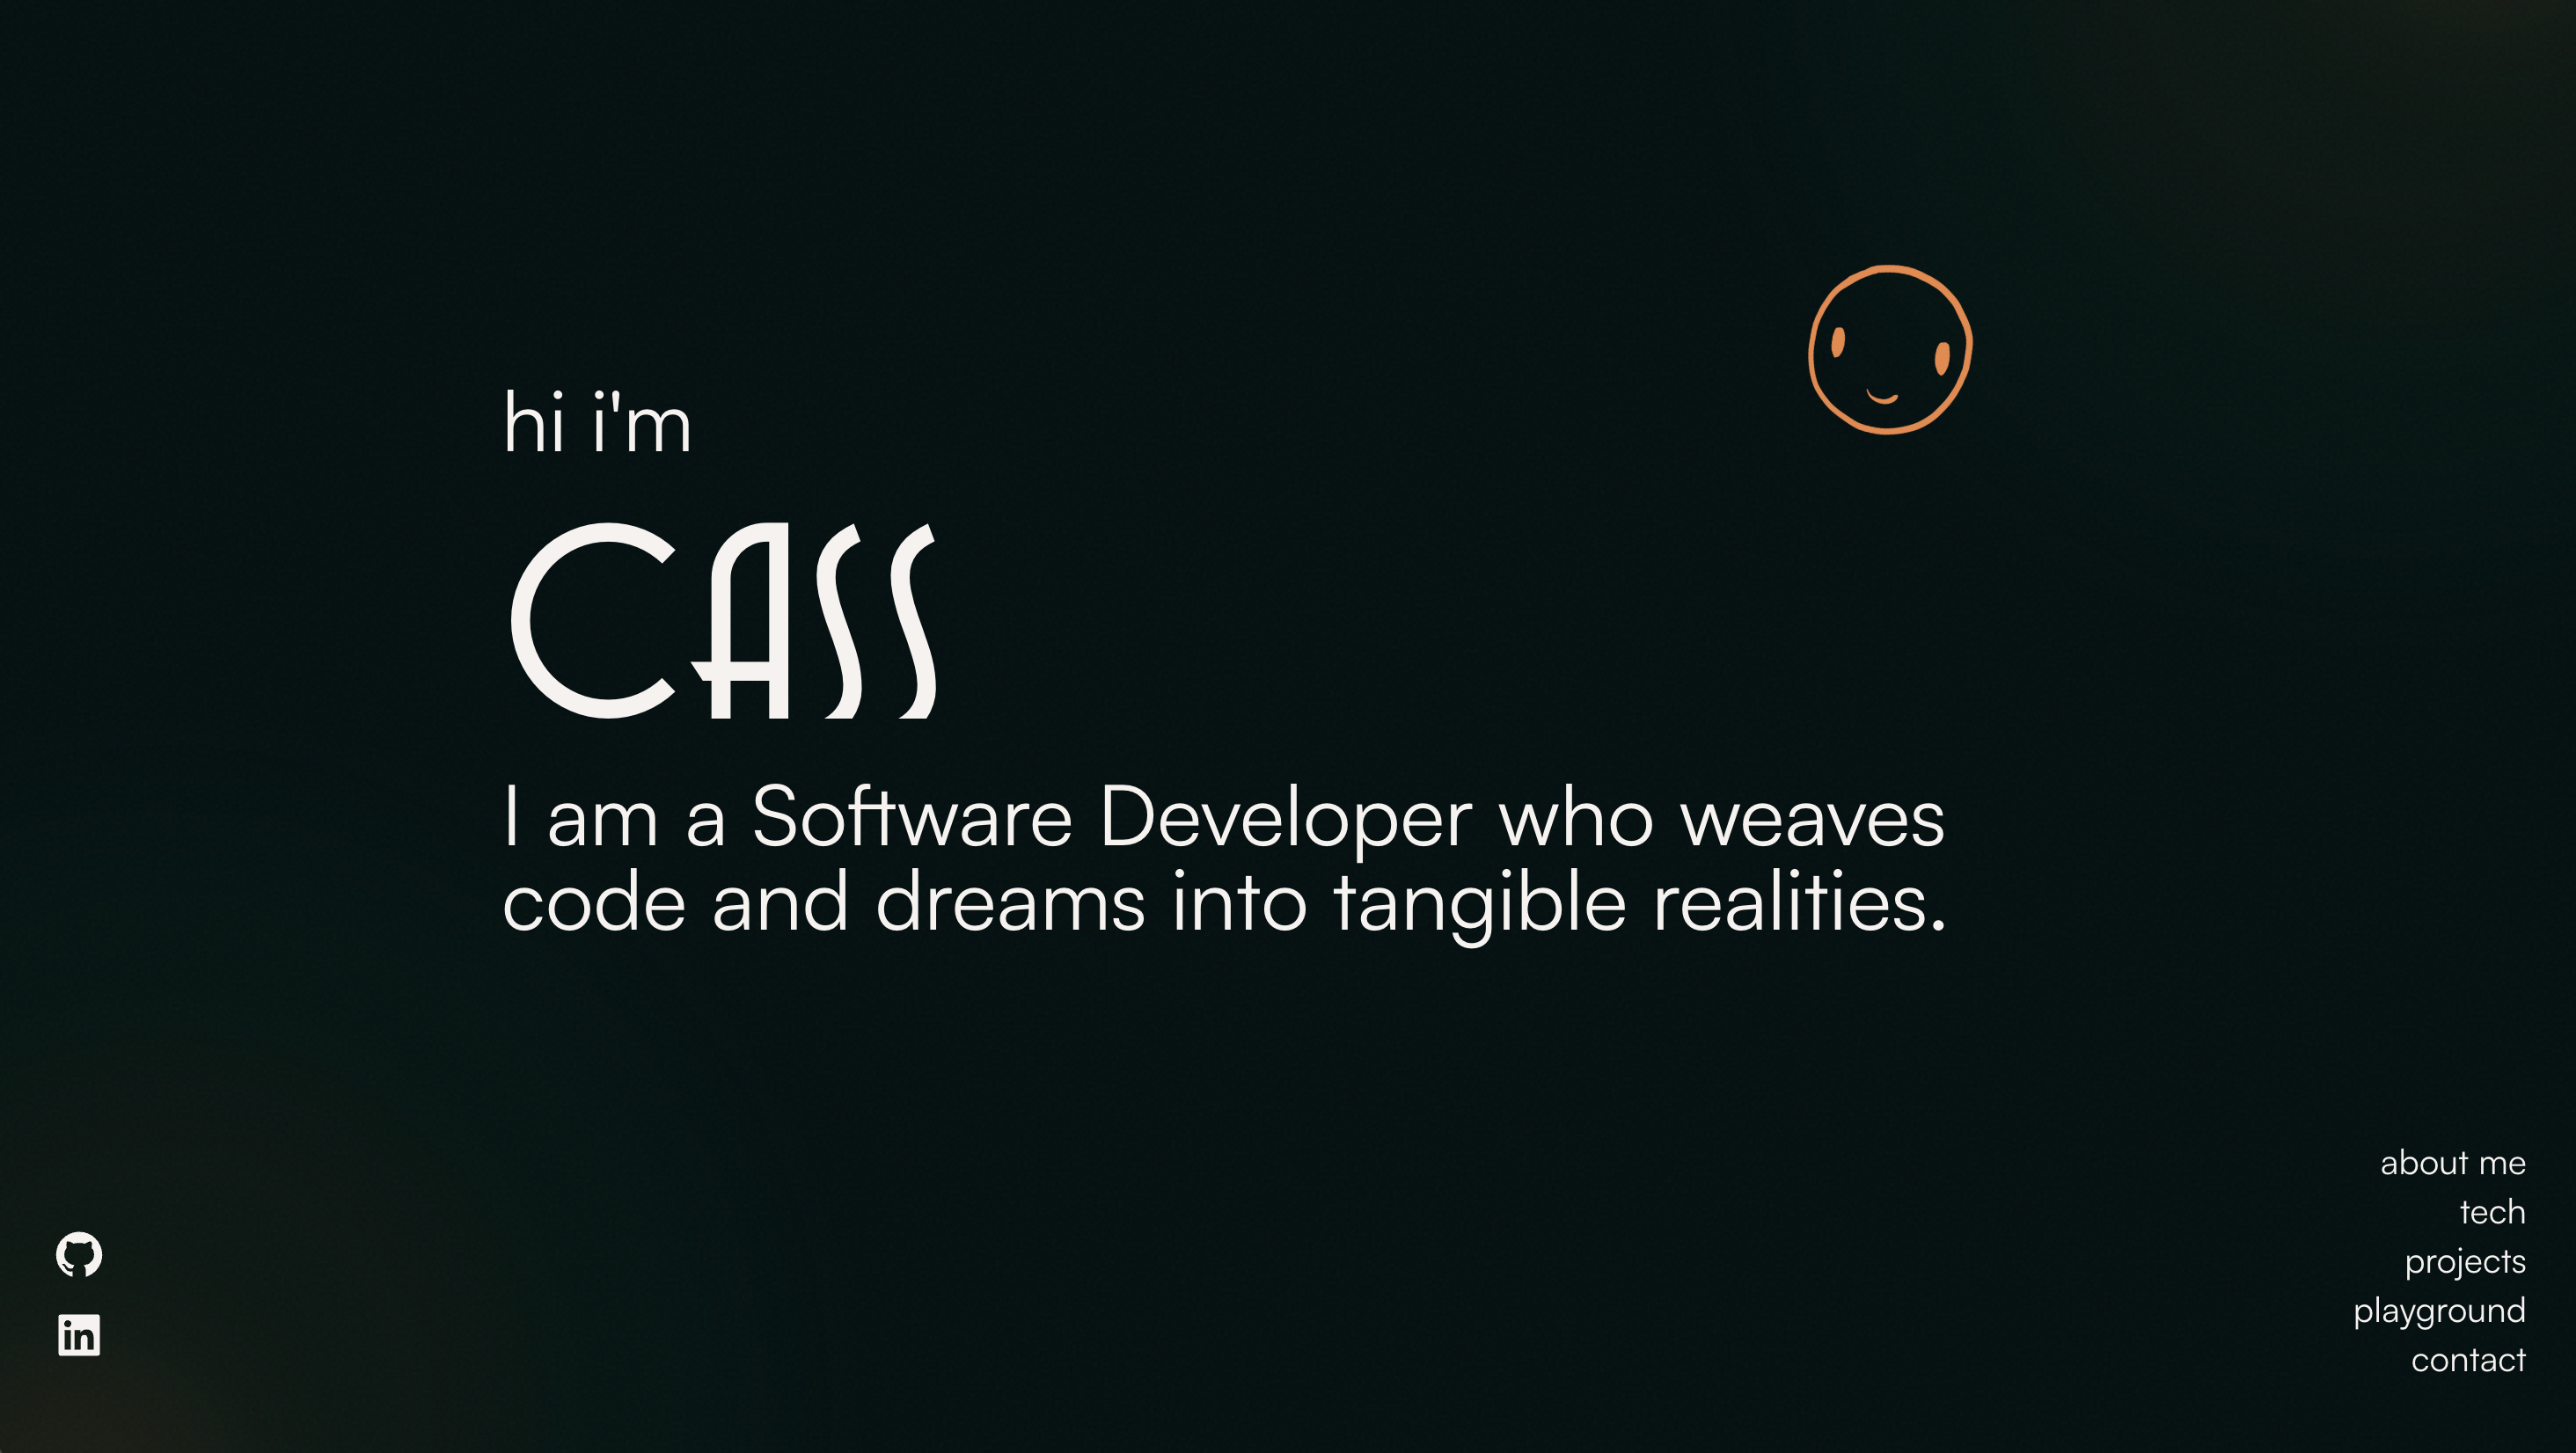 hi i'm
CASS
I am a Software Developer who weaves
code and dreams into tangible realities.
about me
tech
projects
playground
contact
in